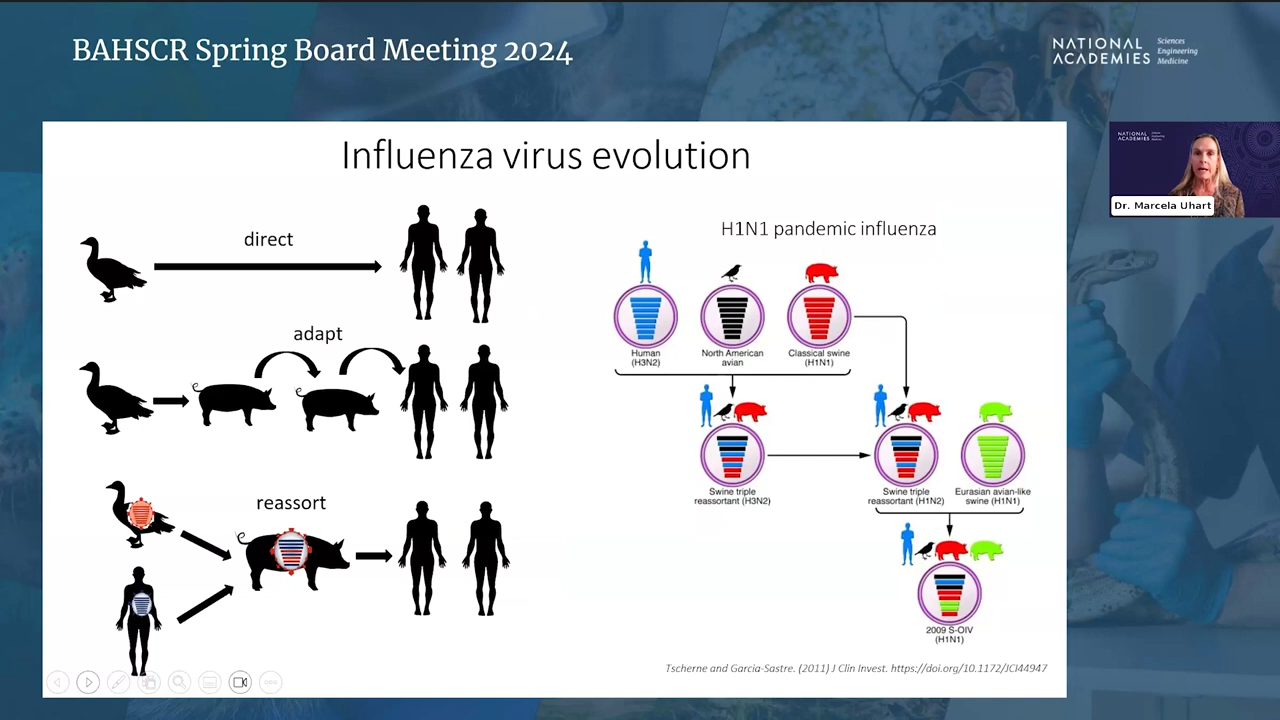 BAHSCR Spring Board Meeting 2024
NATIONAL
ACADEMIES
Sciences
Engineering
Medicine
Influenza virus evolution
direct
adapt
reassort
H1N1 pandemic influenza
Human
(H3N2)
North American
avian
Classical swine
(H1N1)
Swine triple
reassortant (H3N2)
Swine triple
reassortant (H1N2)
Eurasian avian-like
swine (H1N1)
2009 S-OIV
(H1N1)
Tscherne and Garcia-Sastre. (2011) J Clin Invest. https://doi.org/10.1172/JCI44947
NATIONAL
ACADEMIES
Dr. Marcela Uhart